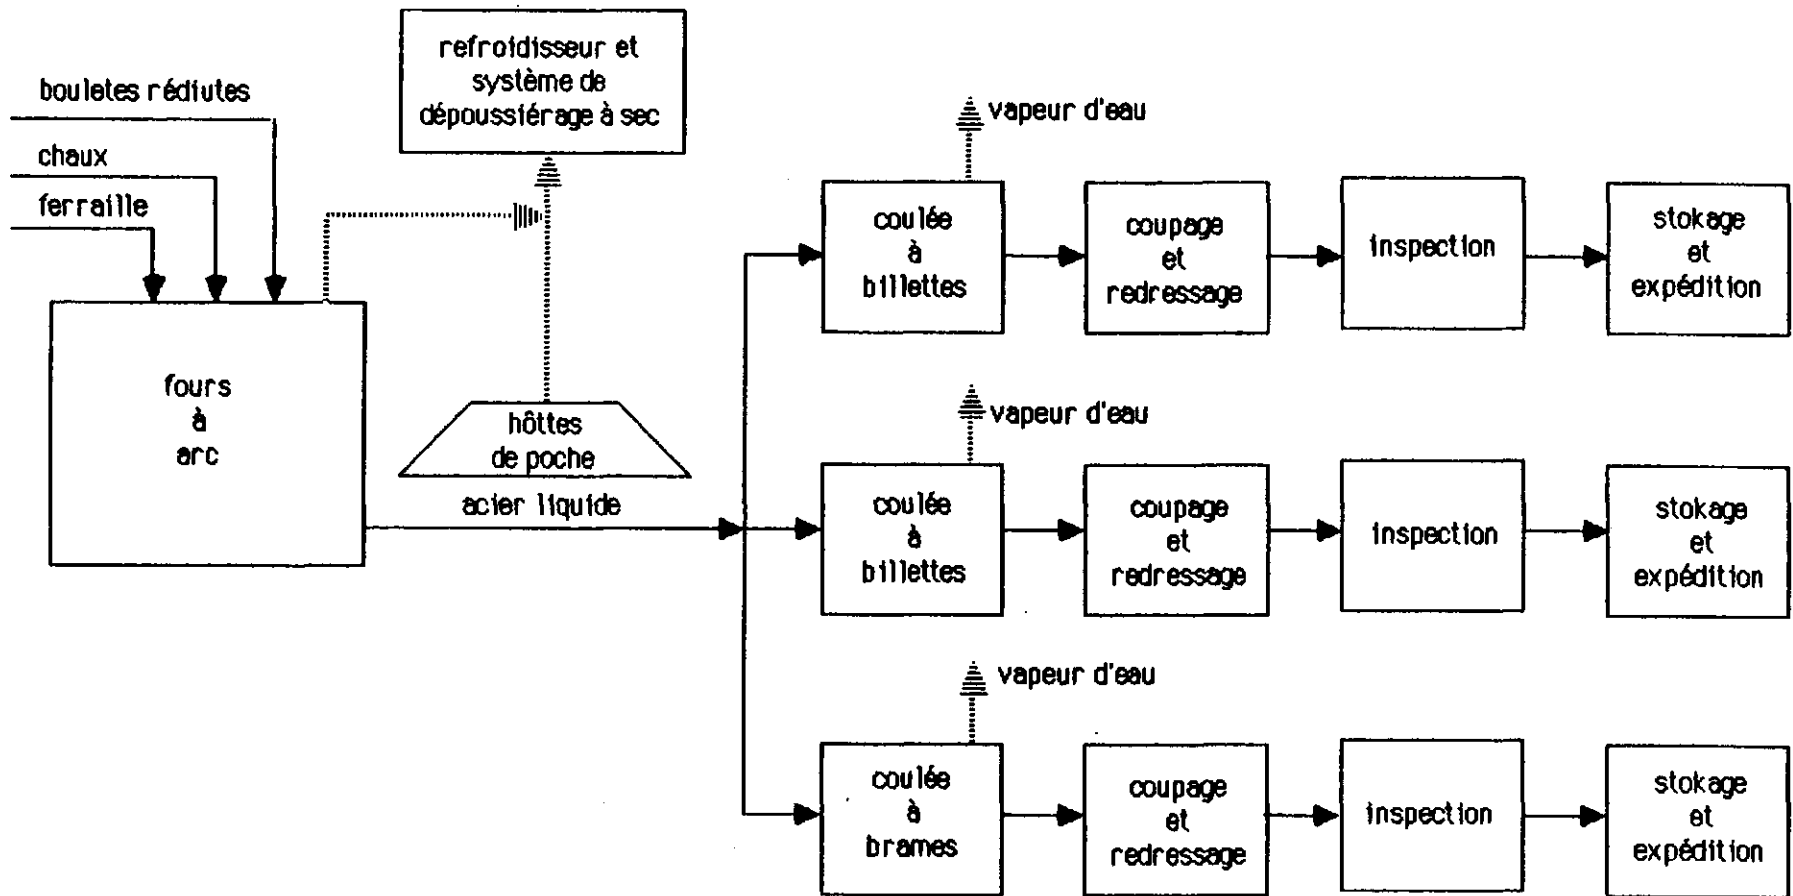 refroidisseur et
système de
dépoussiérage à sec
bouletes rédiutes
chaux
ferraille
fours
à
arc
hôttes
de poche
acier liquide
vapeur d'eau
coulée
à
billettes
coupage
et
redressage
inspection
stokage
et
expédition
vapeur d'eau
coulée
à
billettes
coupage
et
redressage
inspection
stokage
et
expédition
vapeur d'eau
coulée
à
brames
coupage
et
redressage
inspection
stokage
et
expédition